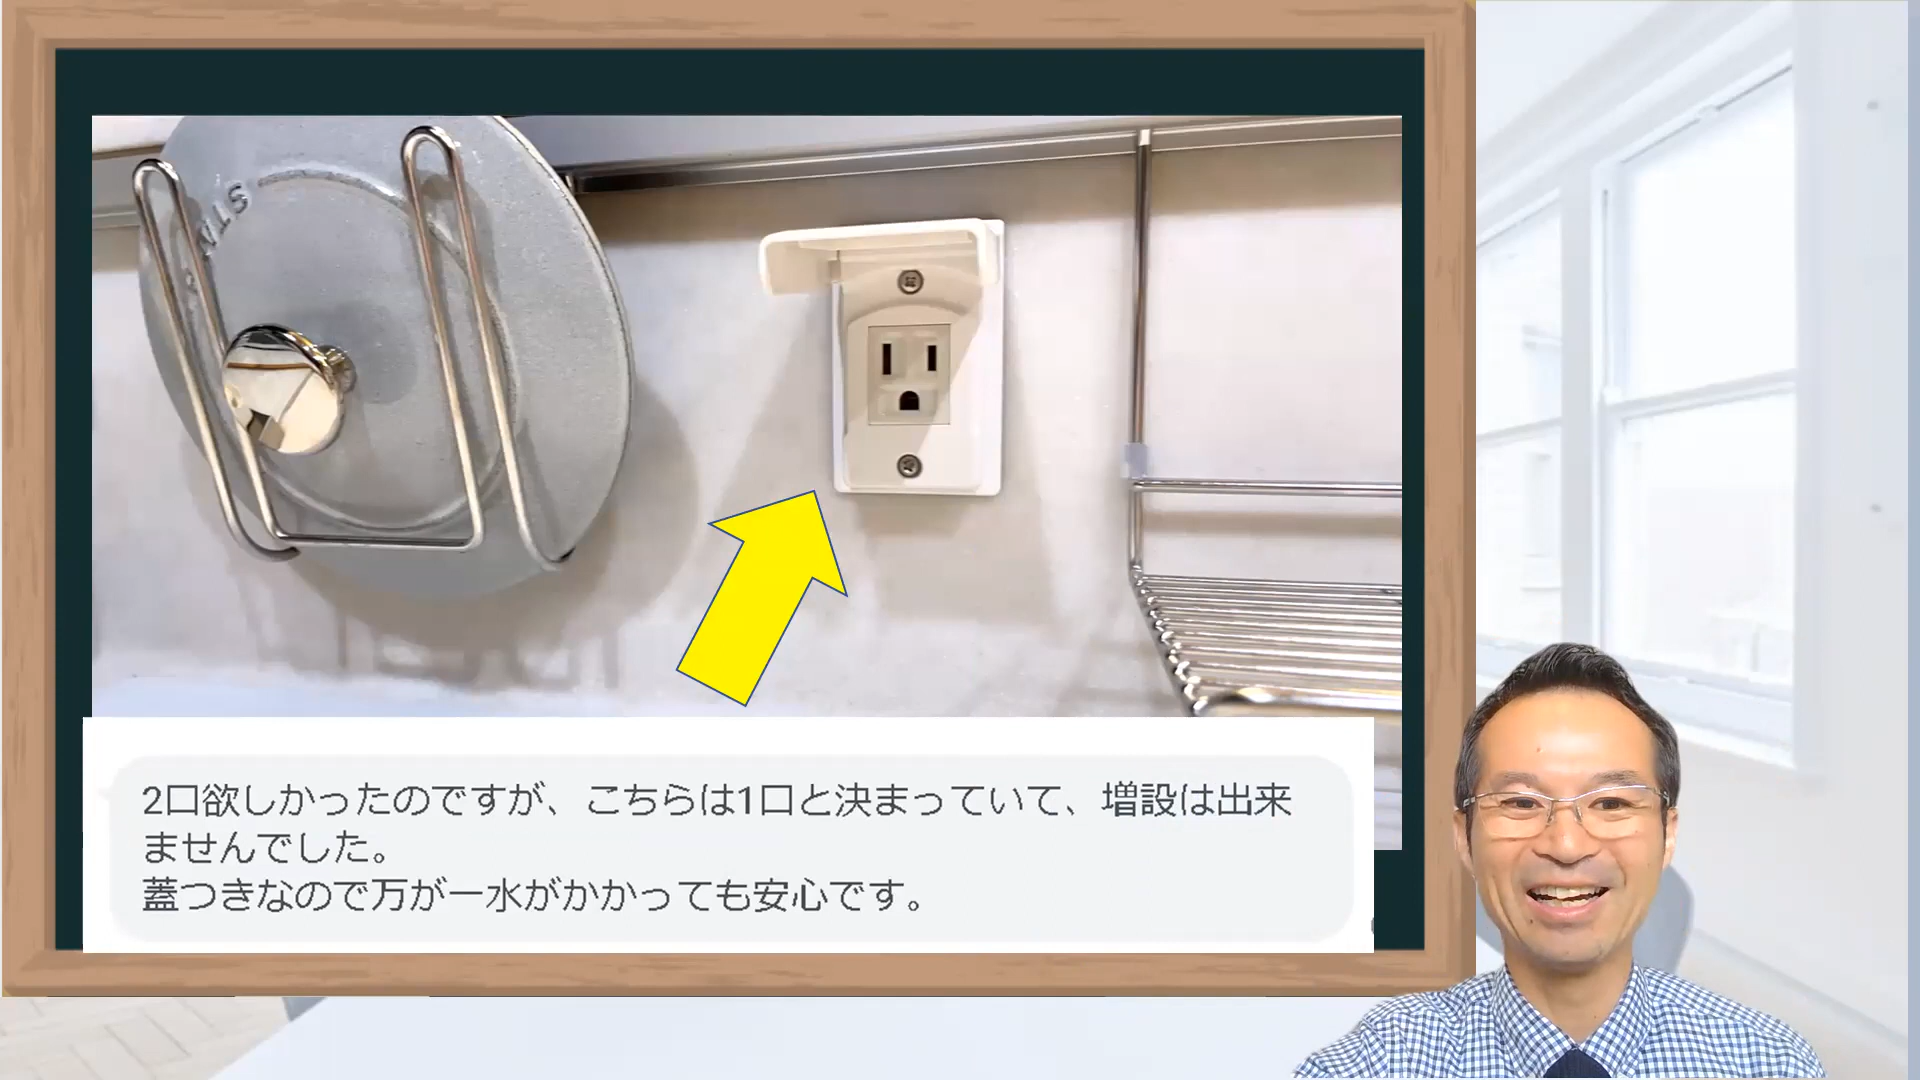 STA
2口欲しかったのですが、こちらは1口と決まっていて、増設は出来
ませんでした。
蓋つきなので万が一水がかかっても安心です。